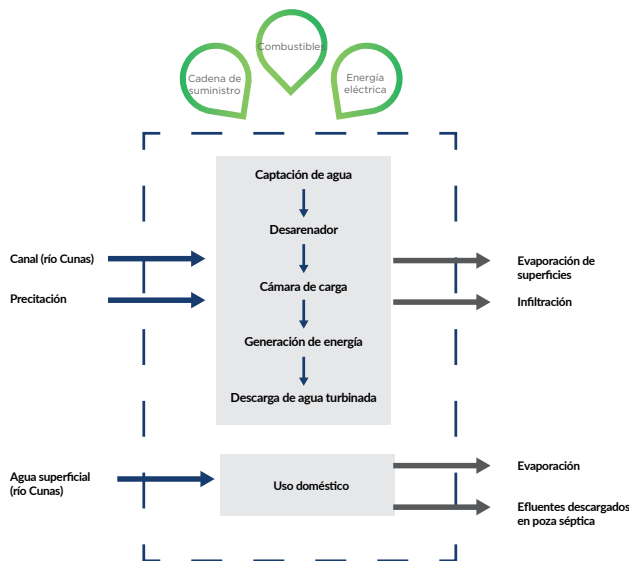 Combustibles
Cadena de
suministro
Energía
eléctrica
Captación de agua
Desarenador
Canal (río Cunas)
Precitación
Cámara de carga
Evaporación de
superficies
Infiltración
Generación de energía
Descarga de agua turbinada
Agua superficial
(río Cunas)
Uso doméstico
Evaporación
Efluentes descargados
en poza séptica